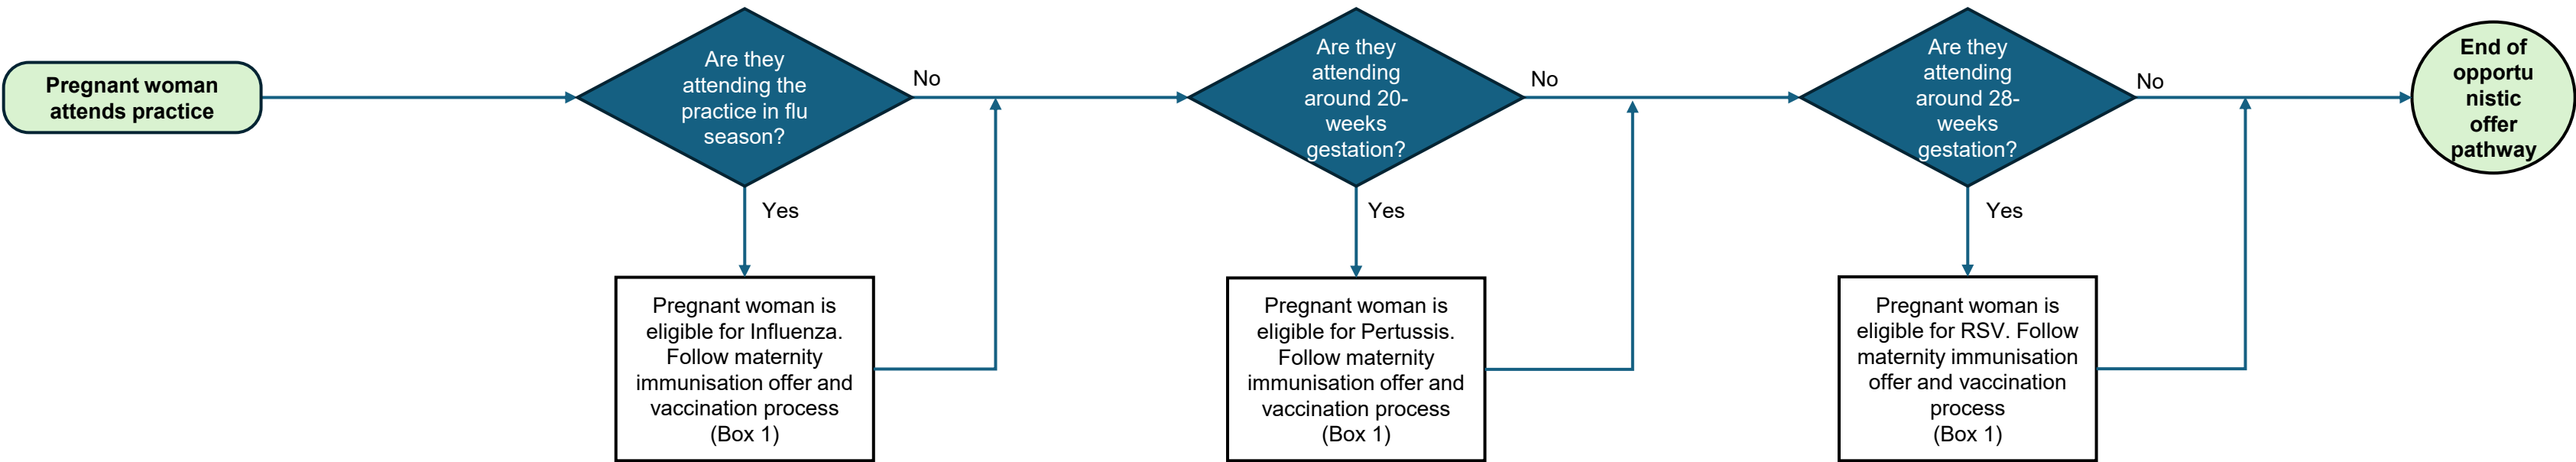 Pregnant woman
attends practice
Are they
attending the
practice in flu
season?
No
Yes
Pregnant woman is
eligible for Influenza.
Follow maternity
immunisation offer and
vaccination process
(Box 1)
Are they
attending
around 20-
weeks
gestation?
No
Yes
Pregnant woman is
eligible for Pertussis.
Follow maternity
immunisation offer and
vaccination process
(Box 1)
Are they
attending
around 28-
weeks
gestation?
No
Yes
Pregnant woman is
eligible for RSV. Follow
maternity immunisation
offer and vaccination
process
(Box 1)
End of
opportu
nistic
offer
pathway